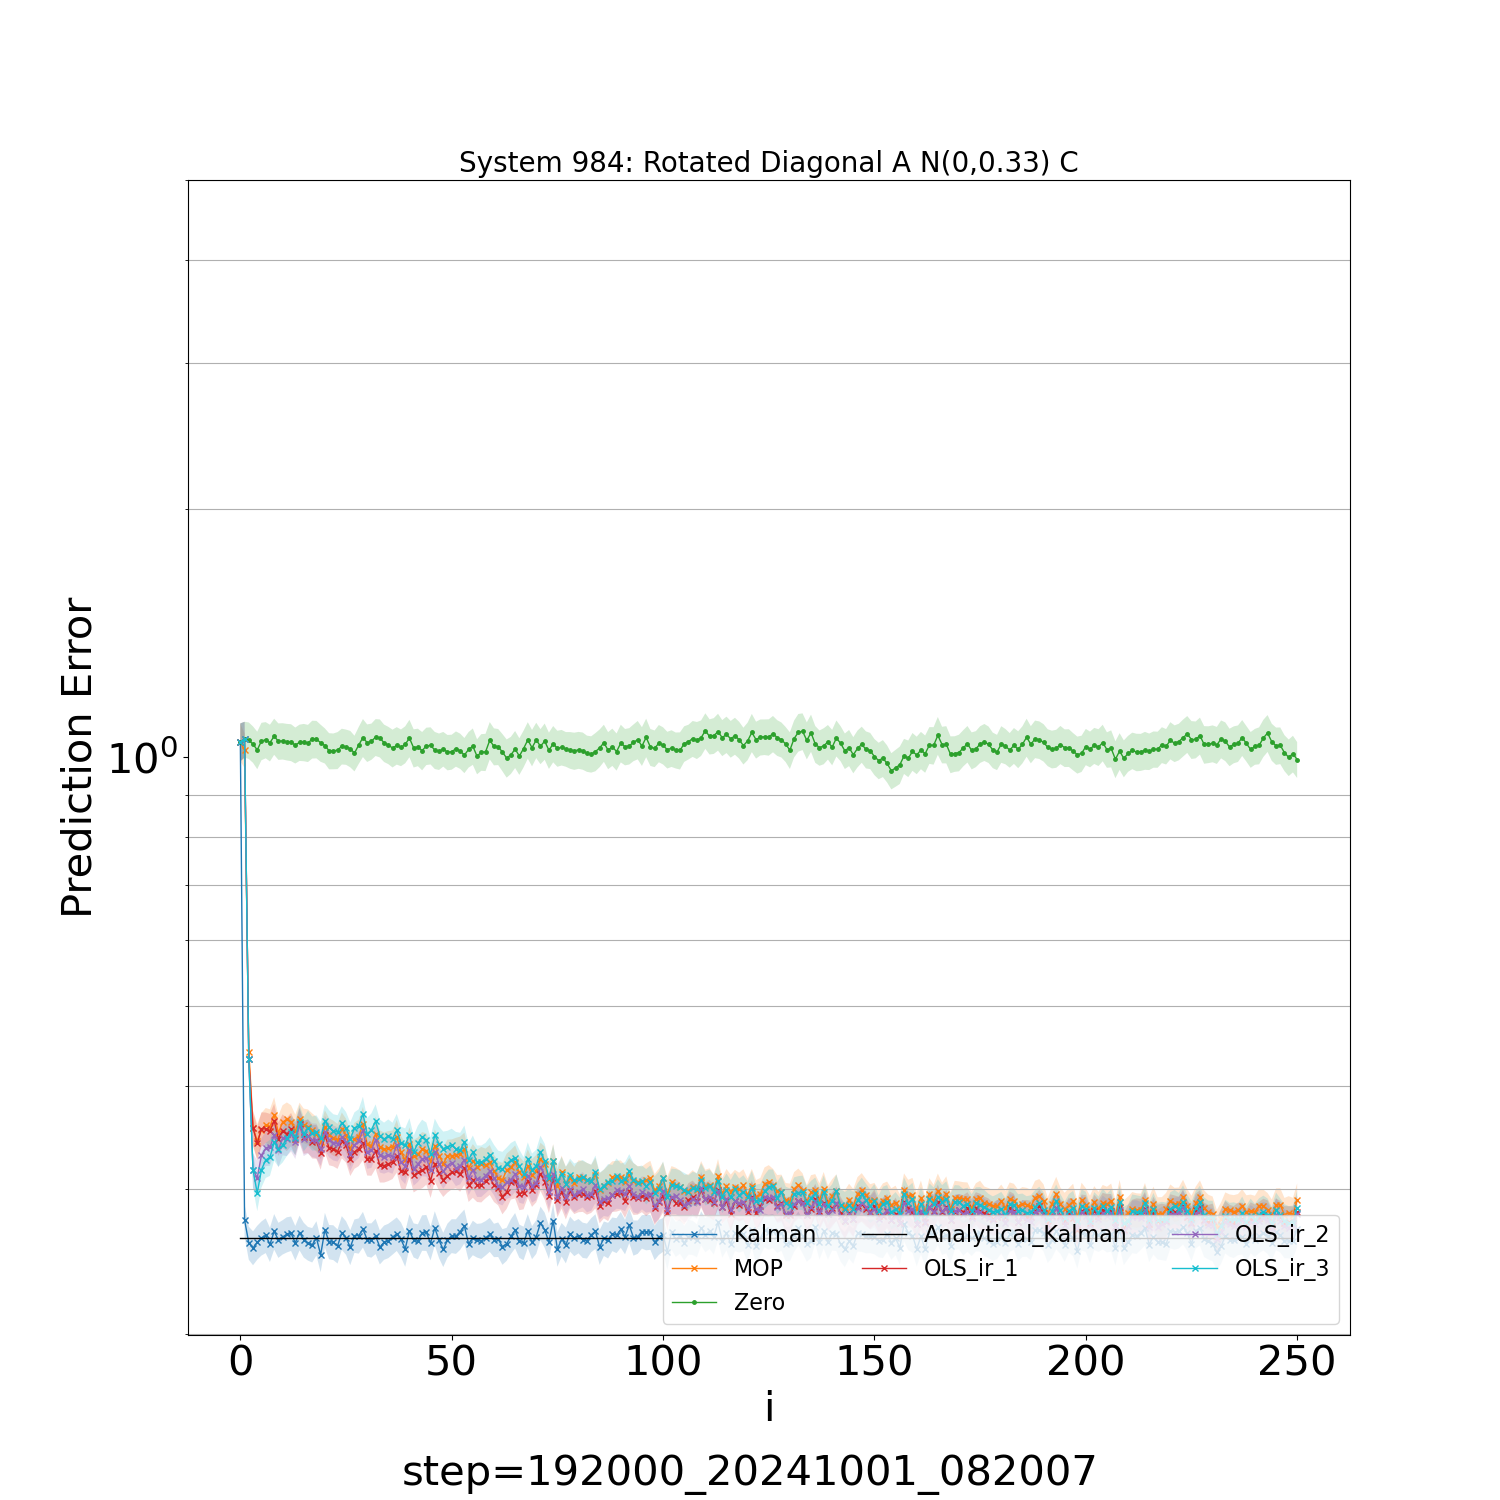 System 984: Rotated Diagonal A N(0,0.33) C
Prediction Error
10⁰
Kalman
MOP
Zero
Analytical_Kalman
OLS_ir_1
OLS_ir_2
OLS_ir_3
0 50 100 150 200 250
i
step=192000_20241001_082007